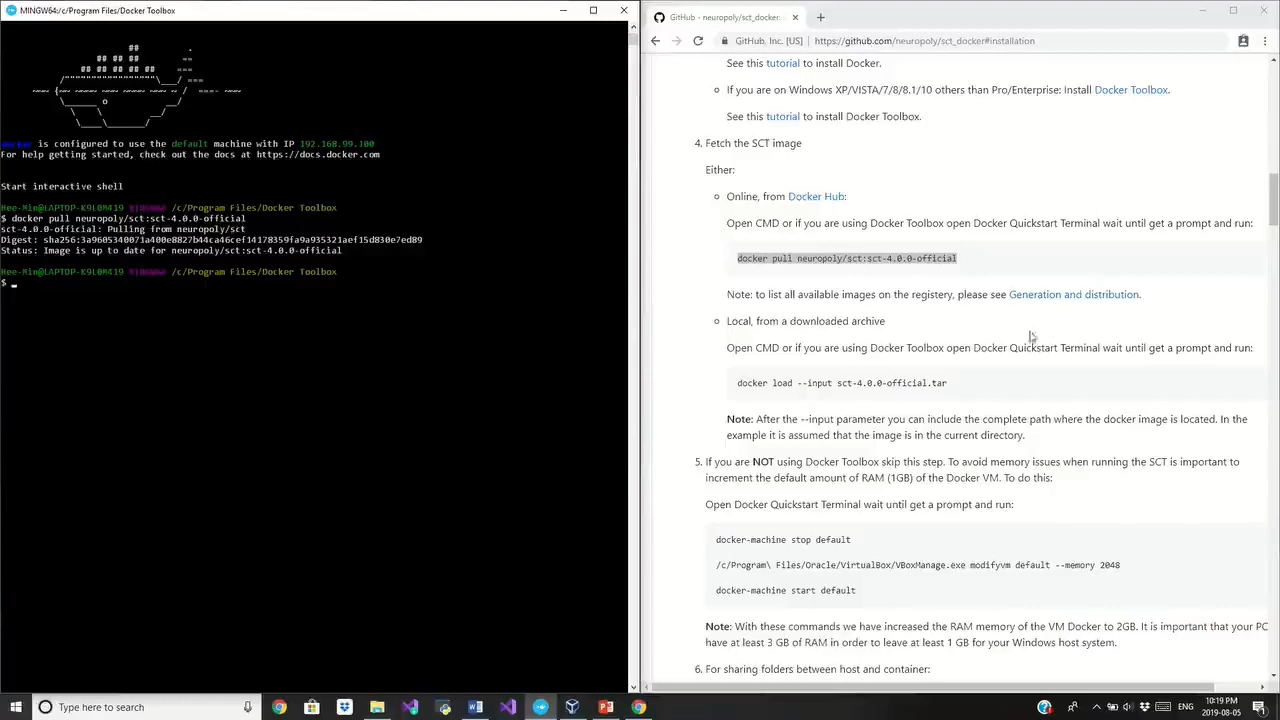 MINGW64:/c/Program Files/Docker Toolbox
docker is configured to use the default machine with IP 192.168.99.100
For help getting started, check out the docs at https://docs.docker.com
Start interactive shell
Hee-Min@LAPTOP-K9L0M419 MINGW64 /c/Program Files/Docker Toolbox
$ docker pull neuropoly/sct:sct-4.0.0-official
sct-4.0.0-official: Pulling from neuropoly/sct
Digest: sha256:3a9605340071a400e8827b44ca46cef14178359fa9a935321aef15d830e7ed89
Status: Image is up to date for neuropoly/sct:sct-4.0.0-official
Hee-Min@LAPTOP-K9L0M419 MINGW64 /c/Program Files/Docker Toolbox
$
GitHub - neuropoly/sct_docker:
GitHub, Inc. [US] | https://github.com/neuropoly/sct_docker#installation
See this tutorial to install Docker.
If you are on Windows XP/VISTA/7/8/8.1/10 others than Pro/Enterprise: Install Docker Toolbox.
See this tutorial to install Docker Toolbox.
4. Fetch the SCT image
Either:
Online, from Docker Hub:
Open CMD or if you are using Docker Toolbox open Docker Quickstart Terminal wait until get a prompt and run:
docker pull neuropoly/sct:sct-4.0.0-official
Note: to list all available images on the registery, please see Generation and distribution.
Local, from a downloaded archive
Open CMD or if you are using Docker Toolbox open Docker Quickstart Terminal wait until get a prompt and run:
docker load --input sct-4.0.0-official.tar
Note: After the --input parameter you can include the complete path where the docker image is located. In the
example it is assumed that the image is in the current directory.
5. If you are NOT using Docker Toolbox skip this step. To avoid memory issues when running the SCT is important to
increment the default amount of RAM (1GB) of the Docker VM. To do this:
Open Docker Quickstart Terminal wait until get a prompt and run:
docker-machine stop default
/c/Program\ Files/Oracle/VirtualBox/VBoxManage.exe modifyvm default --memory 2048
docker-machine start default
Note: With these commands we have increased the RAM memory of the VM Docker to 2GB. It is important that your PC
have at least 3 GB of RAM in order to leave at least 1 GB for your Windows host system.
6. For sharing folders between host and container:
Type here to search
ENG
10:19 PM
2019-08-05